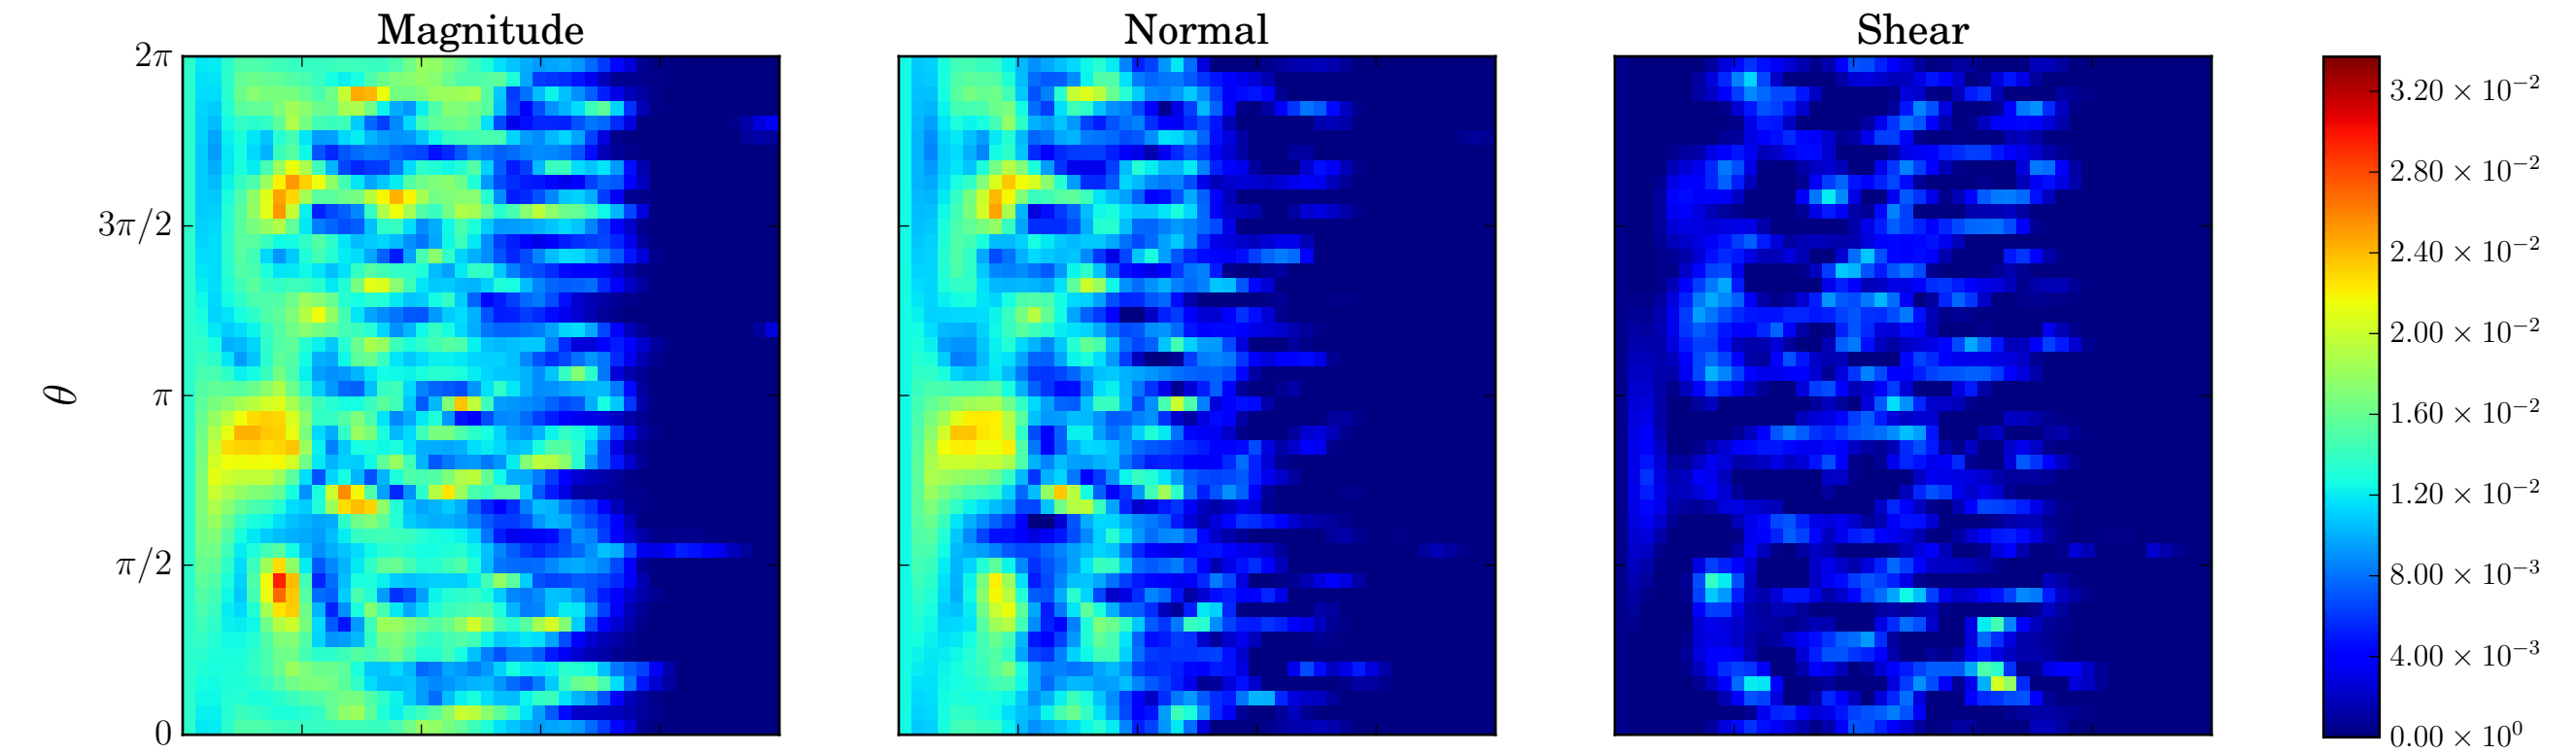 Magnitude Normal Shear
2π
3π/2
π
π/2
0
θ
3.20 × 10⁻²
2.80 × 10⁻²
2.40 × 10⁻²
2.00 × 10⁻²
1.60 × 10⁻²
1.20 × 10⁻²
8.00 × 10⁻³
4.00 × 10⁻³
0.00 × 10⁰